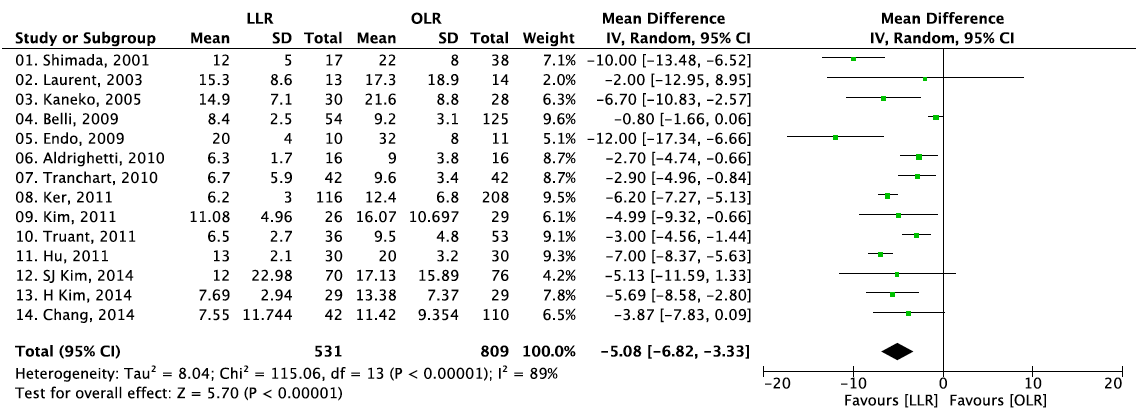 LLR OLR Mean Difference Mean Difference
Study or Subgroup Mean SD Total Mean SD Total Weight IV, Random, 95% CI IV, Random, 95% CI
01. Shimada, 2001 12 5 17 22 8 38 7.1% −10.00 [−13.48, −6.52]
02. Laurent, 2003 15.3 8.6 13 17.3 18.9 14 2.0% −2.00 [−12.95, 8.95]
03. Kaneko, 2005 14.9 7.1 30 21.6 8.8 28 6.3% −6.70 [−10.83, −2.57]
04. Belli, 2009 8.4 2.5 54 9.2 3.1 125 9.6% −0.80 [−1.66, 0.06]
05. Endo, 2009 20 4 10 32 8 11 5.1% −12.00 [−17.34, −6.66]
06. Aldrighetti, 2010 6.3 1.7 16 9 3.8 16 8.7% −2.70 [−4.74, −0.66]
07. Tranchart, 2010 6.7 5.9 42 9.6 3.4 42 8.7% −2.90 [−4.96, −0.84]
08. Ker, 2011 6.2 3 116 12.4 6.8 208 9.5% −6.20 [−7.27, −5.13]
09. Kim, 2011 11.08 4.96 26 16.07 10.697 29 6.1% −4.99 [−9.32, −0.66]
10. Truant, 2011 6.5 2.7 36 9.5 4.8 53 9.2% −3.00 [−4.56, −1.44]
11. Hu, 2011 13 2.1 30 20 3.2 30 9.3% −7.00 [−8.37, −5.63]
12. SJ Kim, 2014 12 22.98 70 17.13 15.89 76 4.2% −5.13 [−11.59, 1.33]
13. H Kim, 2014 7.69 2.94 29 13.38 7.37 29 7.8% −5.69 [−8.58, −2.80]
14. Chang, 2014 7.55 11.744 42 11.42 9.354 110 6.5% −3.87 [−7.83, 0.09]
Total (95% CI) 531 809 100.0% −5.08 [−6.82, −3.33]
Heterogeneity: Tau² = 8.04; Chi² = 115.06, df = 13 (P < 0.00001); I² = 89%
Test for overall effect: Z = 5.70 (P < 0.00001)
−20 −10 0 10 20
Favours [LLR] Favours [OLR]